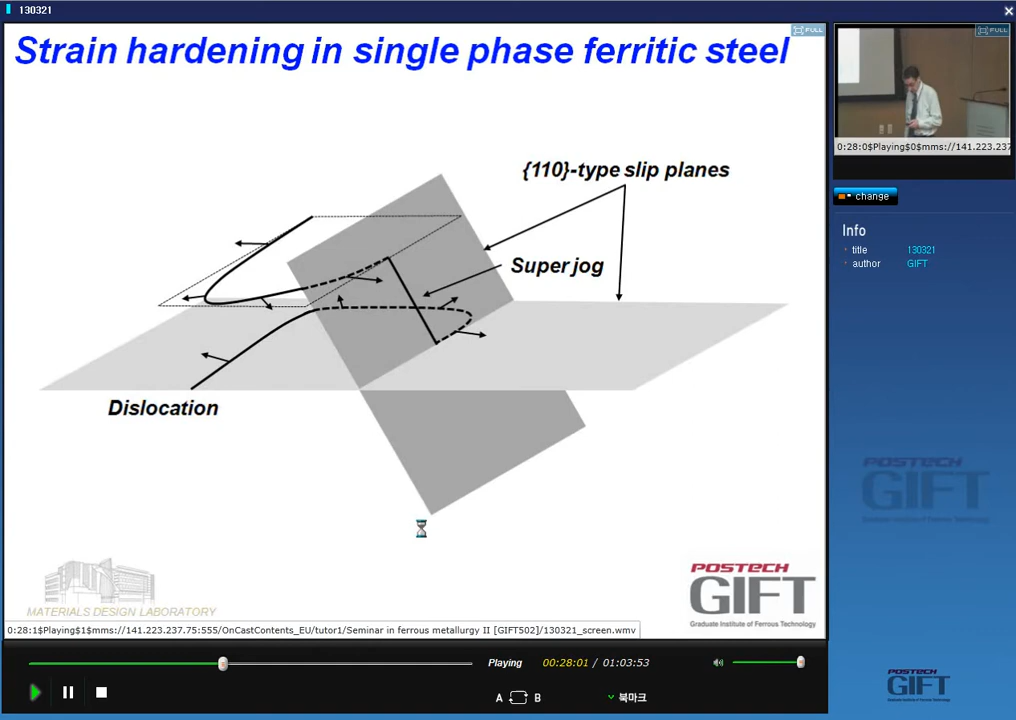 130321
Strain hardening in single phase ferritic steel
FULL
FULL
0:28:0$Playing$0$mms://141.223.237
change
Info
title 130321
author GIFT
{110}-type slip planes
Super jog
Dislocation
MATERIALS DESIGN LABORATORY
POSTECH
GIFT
Graduate Institute of Ferrous Technology
POSTECH
GIFT
Graduate Institute of Ferrous Technology
0:28:1$Playing$1$mms://141.223.237.75:555/OnCastContents_EU/tutor1/Seminar in ferrous metallurgy II [GIFT502]/130321_screen.wmv
Playing 00:28:01 / 01:03:53
A B 북마크
POSTECH
GIFT